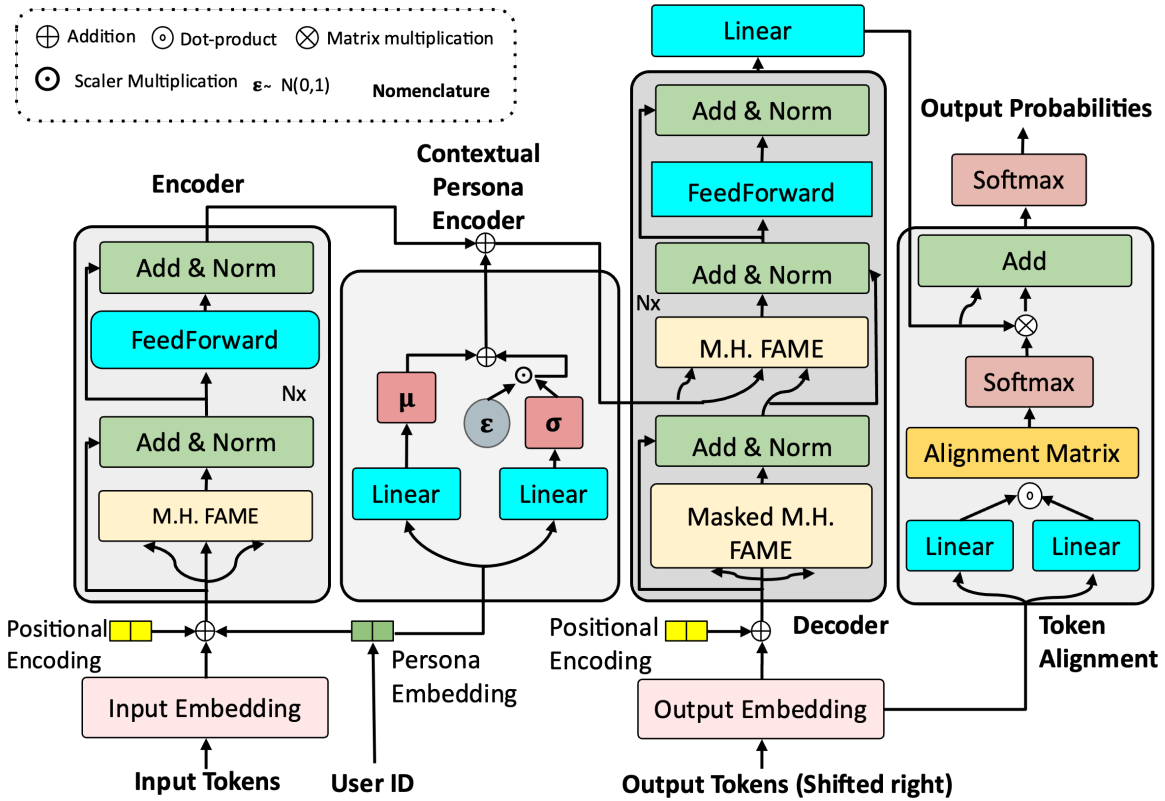 Addition
Dot-product
Matrix multiplication
Scaler Multiplication
ε~ N(0,1)
Nomenclature
Encoder
Add & Norm
FeedForward
Nx
Add & Norm
M.H. FAME
Positional
Encoding
Input Embedding
Input Tokens
Contextual
Persona
Encoder
μ
ε
σ
Linear
Linear
Persona
Embedding
User ID
Linear
Add & Norm
FeedForward
Add & Norm
Nx
M.H. FAME
Add & Norm
Masked M.H.
FAME
Positional
Encoding
Decoder
Output Embedding
Output Tokens (Shifted right)
Output Probabilities
Softmax
Add
Softmax
Alignment Matrix
Linear
Linear
Token
Alignment